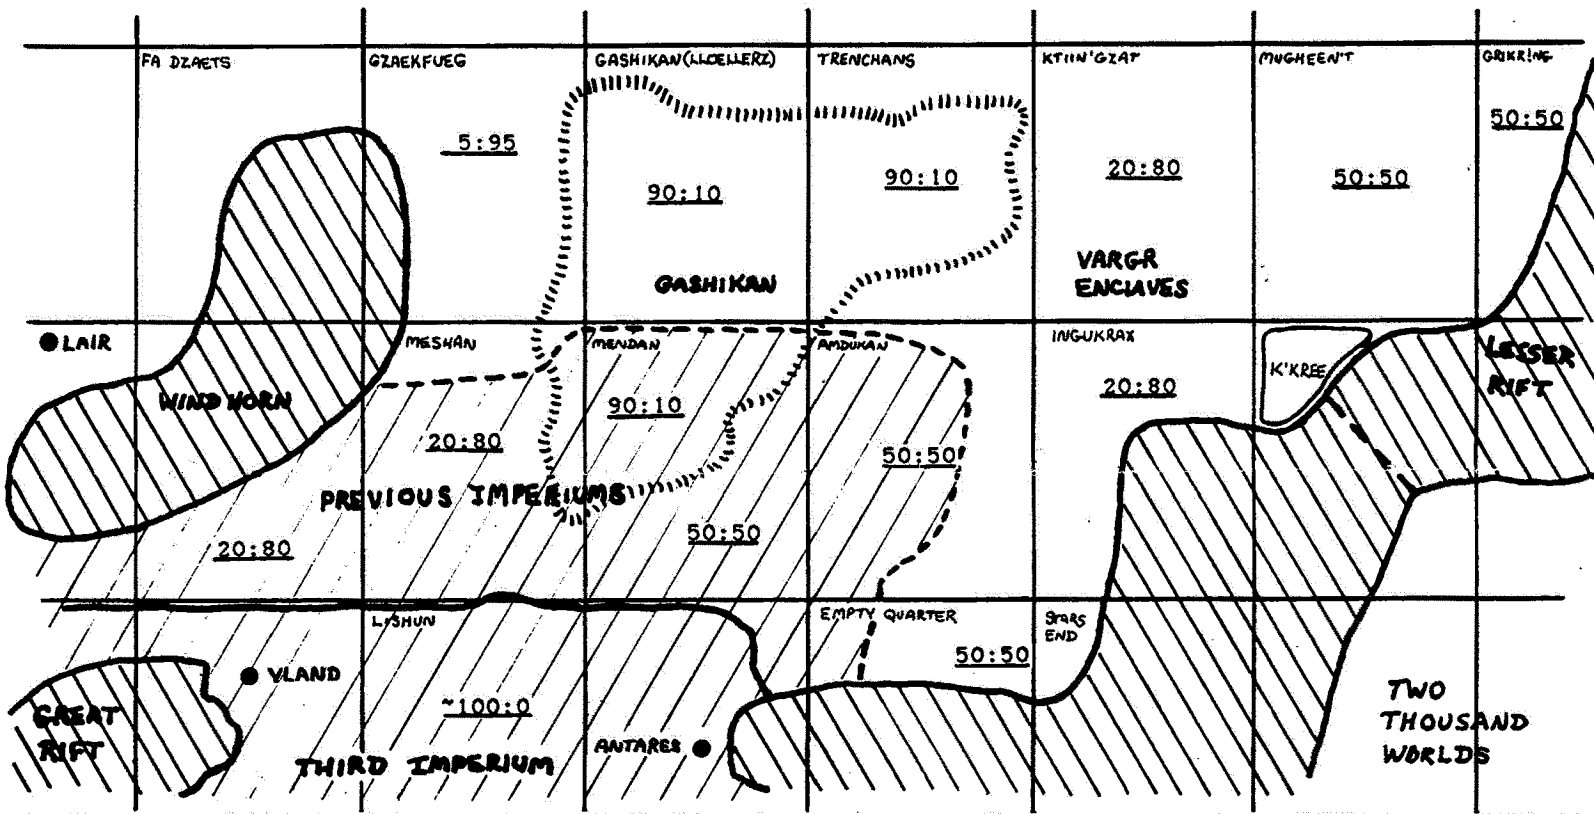 FA DZAETS
GZAEKFUEG
GASHIKAN (LLOELLERZ)
TRENCHANS
KTIIN'GZAT
MUGHEEN'T
GRIKR!NG
5:95
90:10
90:10
20:80
50:50
50:50
GASHIKAN
VARGR
ENCLAVES
LAIR
MESHAN
MENDAN
AMDUKAN
INGUKRAX
K'KREE
LESSER
RIFT
WINDHORN
20:80
90:10
50:50
20:80
PREVIOUS IMPERIUMS
20:80
50:50
LISHUN
EMPTY QUARTER
STARS
END
50:50
VLAND
~100:0
GREAT
RIFT
ANTARES
THIRD IMPERIUM
TWO
THOUSAND
WORLDS